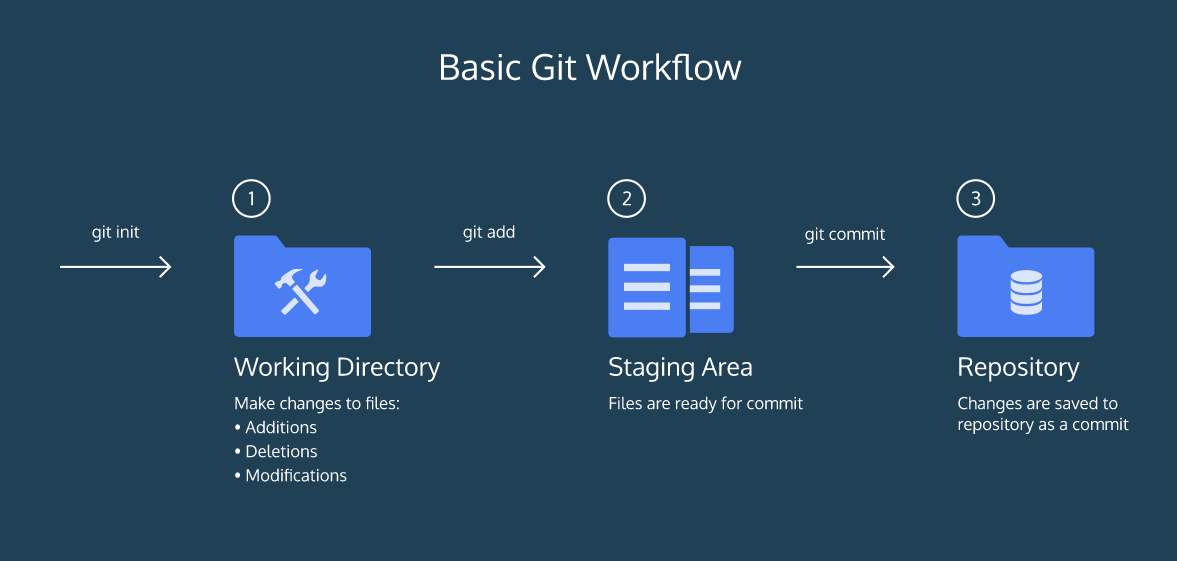 Basic Git Workflow
git init
1
Working Directory
Make changes to files:
• Additions
• Deletions
• Modifications
git add
2
Staging Area
Files are ready for commit
git commit
3
Repository
Changes are saved to
repository as a commit